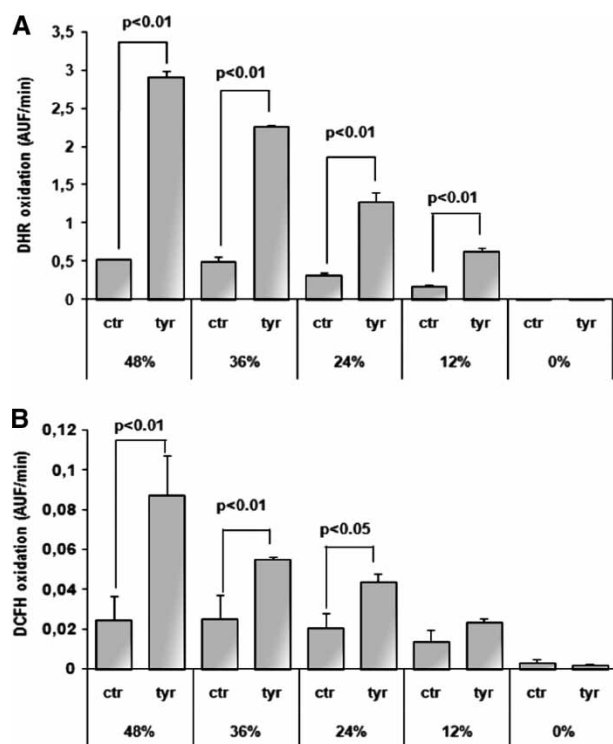 A
DHR oxidation (AUF/min)
3,5
3
2,5
2
1,5
1
0,5
0
p<0.01
p<0.01
p<0.01
p<0.01
ctr tyr ctr tyr ctr tyr ctr tyr ctr tyr
48% 36% 24% 12% 0%
B
DCFH oxidation (AUF/min)
0,12
0,1
0,08
0,06
0,04
0,02
0
p<0.01
p<0.01
p<0.05
ctr tyr ctr tyr ctr tyr ctr tyr ctr tyr
48% 36% 24% 12% 0%